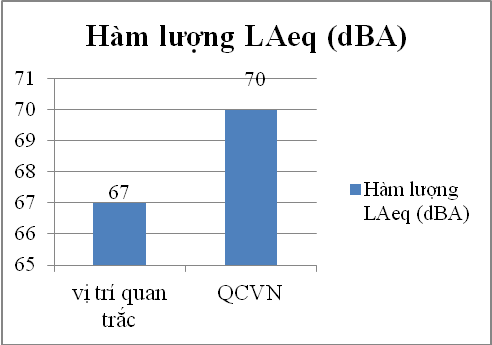 Hàm lượng LAeq (dBA)
71
70
69
68
67
66
65
67
70
vị trí quan
trắc
QCVN
Hàm lượng
LAeq (dBA)